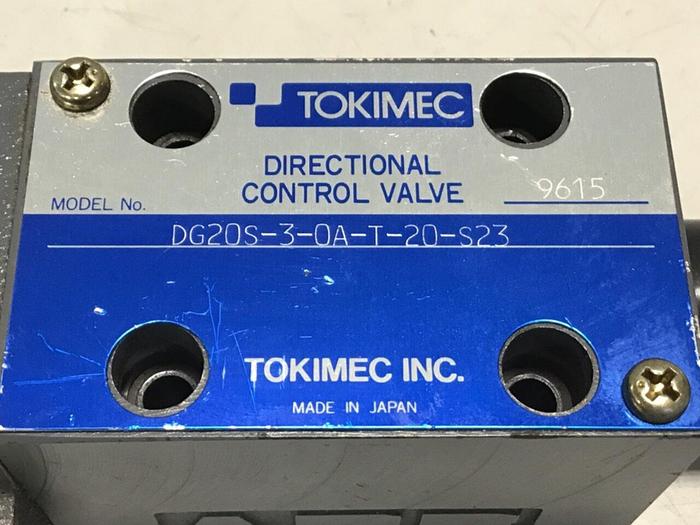 TOKIMEC
DIRECTIONAL
CONTROL VALVE
9615
MODEL No.
DG20S-3-0A-T-20-S23
TOKIMEC INC.
MADE IN JAPAN